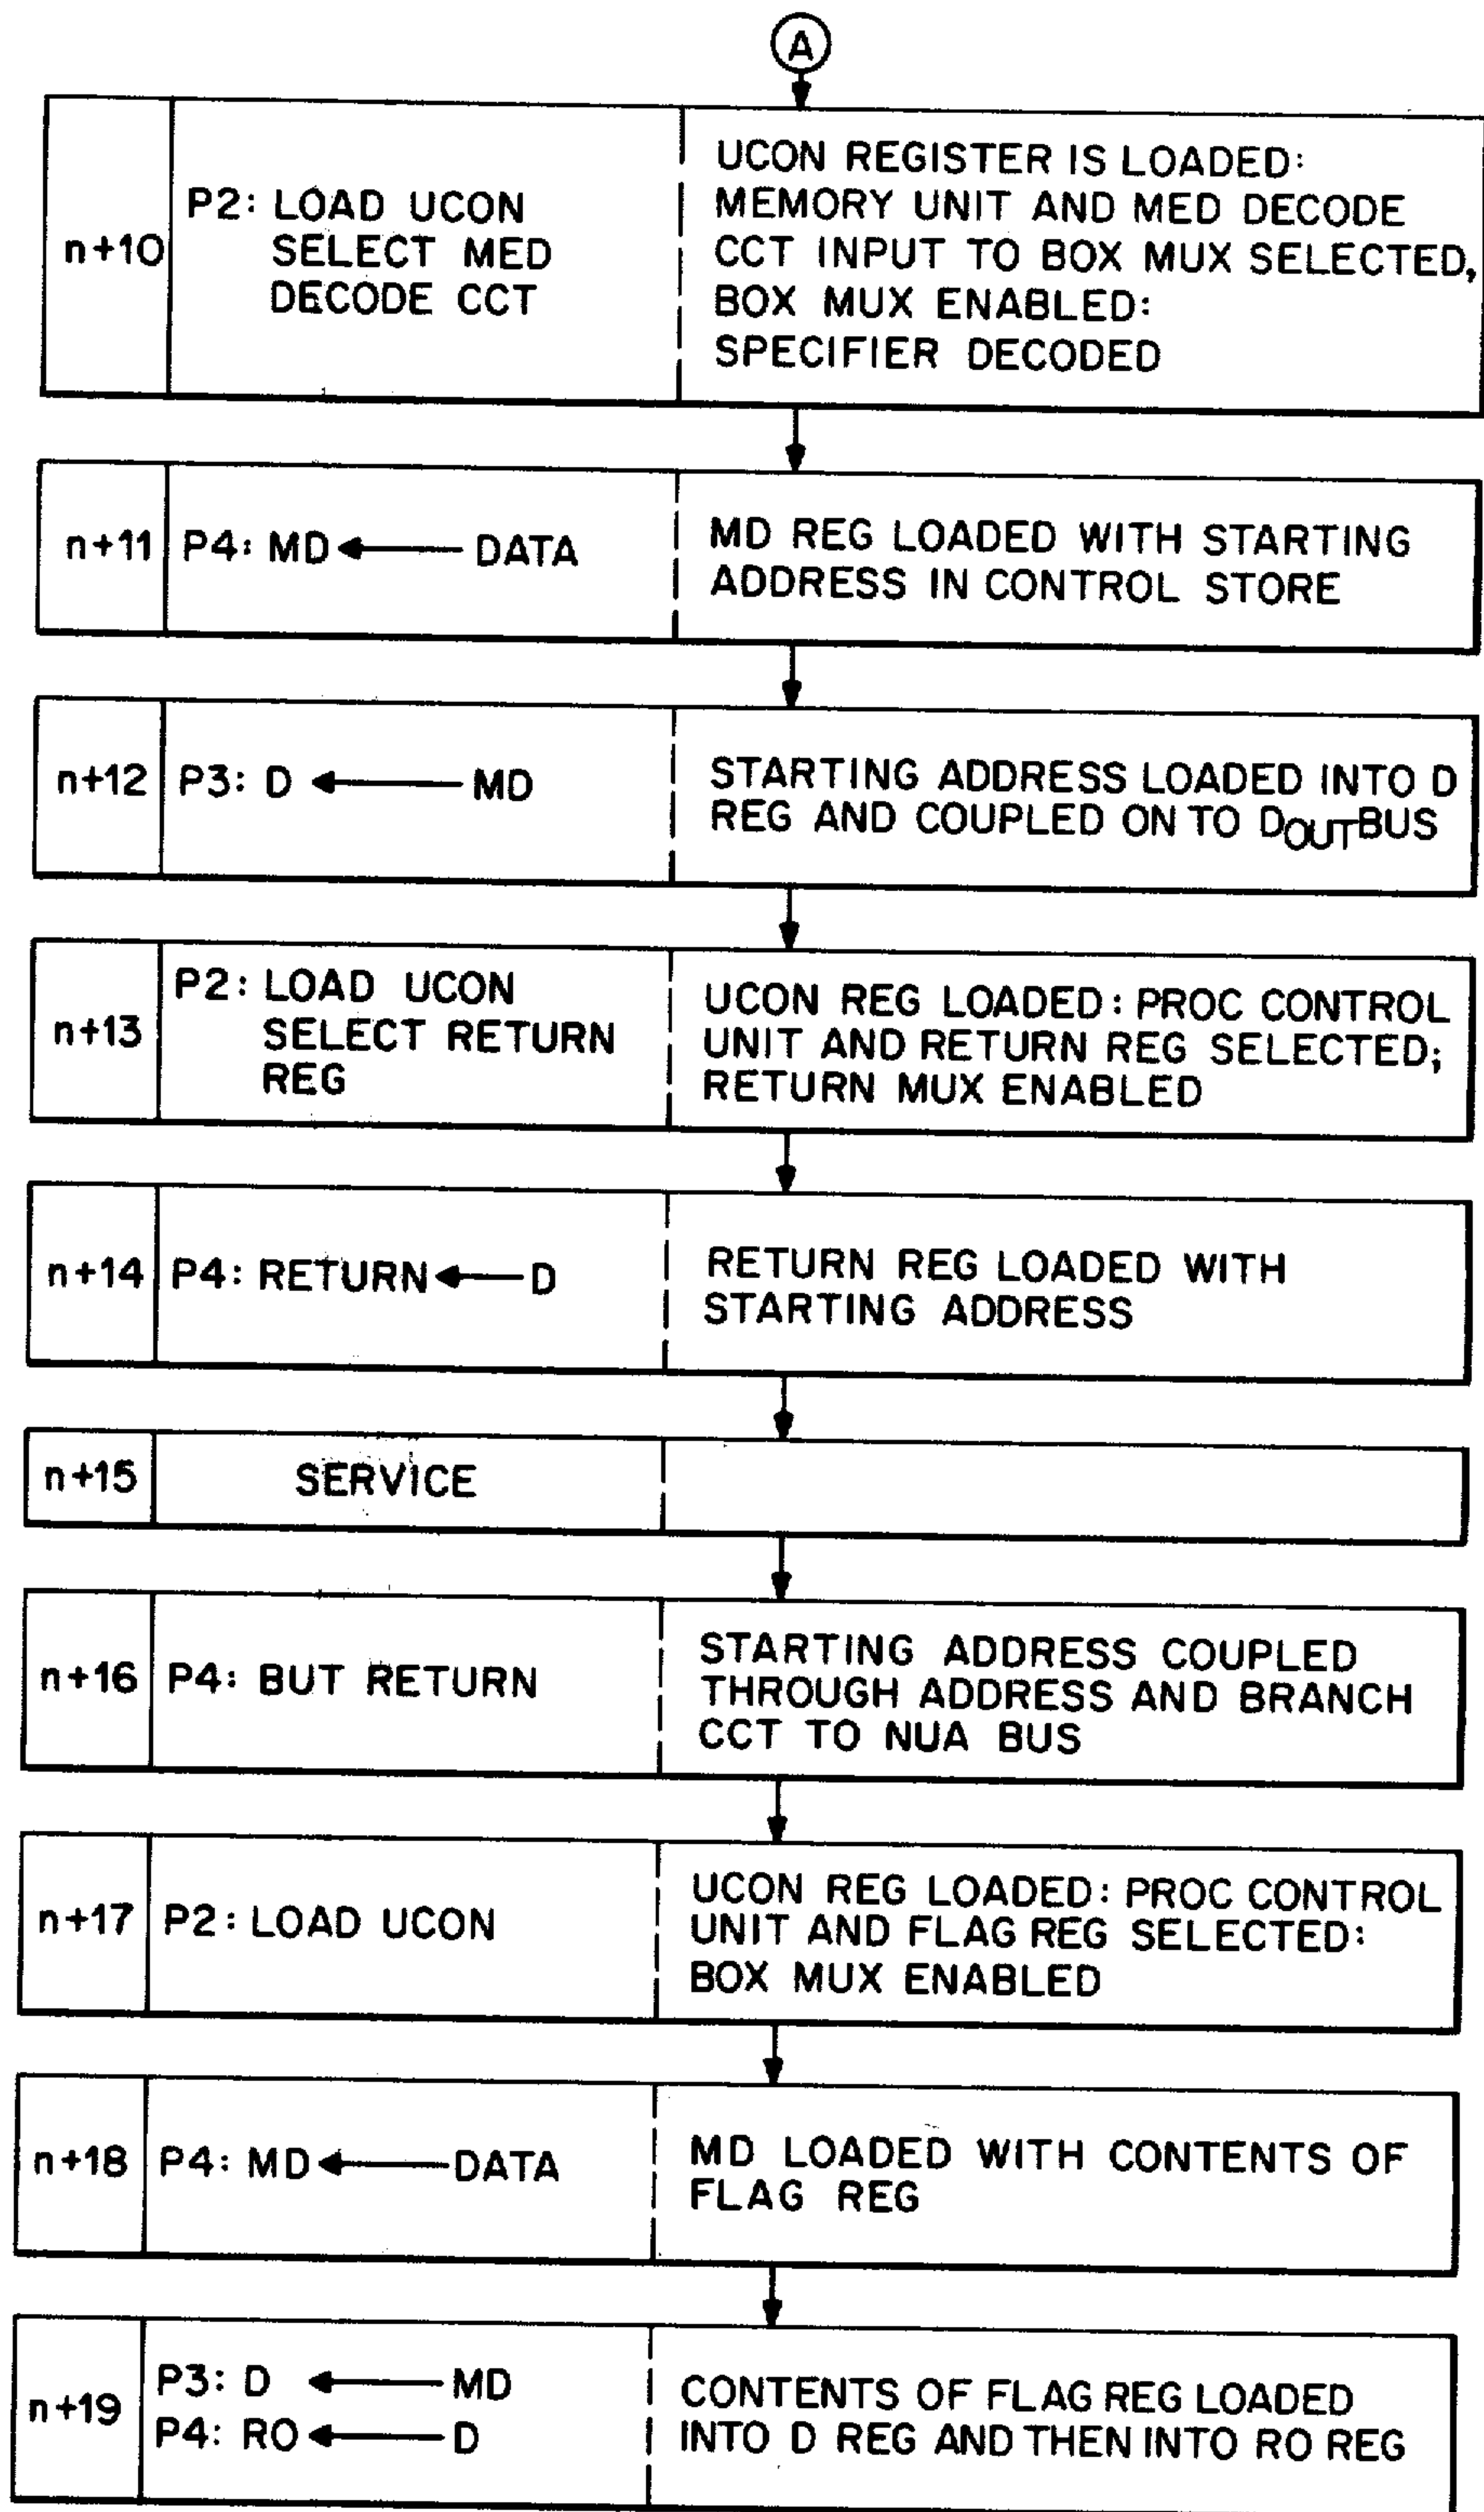 A
n+10
P2: LOAD UCON
SELECT MED
DECODE CCT
UCON REGISTER IS LOADED:
MEMORY UNIT AND MED DECODE
CCT INPUT TO BOX MUX SELECTED,
BOX MUX ENABLED:
SPECIFIER DECODED
n+11
P4: MD ← DATA
MD REG LOADED WITH STARTING
ADDRESS IN CONTROL STORE
n+12
P3: D ← MD
STARTING ADDRESS LOADED INTO D
REG AND COUPLED ON TO DOUT BUS
n+13
P2: LOAD UCON
SELECT RETURN
REG
UCON REG LOADED: PROC CONTROL
UNIT AND RETURN REG SELECTED;
RETURN MUX ENABLED
n+14
P4: RETURN ← D
RETURN REG LOADED WITH
STARTING ADDRESS
n+15
SERVICE
n+16
P4: BUT RETURN
STARTING ADDRESS COUPLED
THROUGH ADDRESS AND BRANCH
CCT TO NUA BUS
n+17
P2: LOAD UCON
UCON REG LOADED: PROC CONTROL
UNIT AND FLAG REG SELECTED:
BOX MUX ENABLED
n+18
P4: MD ← DATA
MD LOADED WITH CONTENTS OF
FLAG REG
n+19
P3: D ← MD
P4: RO ← D
CONTENTS OF FLAG REG LOADED
INTO D REG AND THEN INTO RO REG